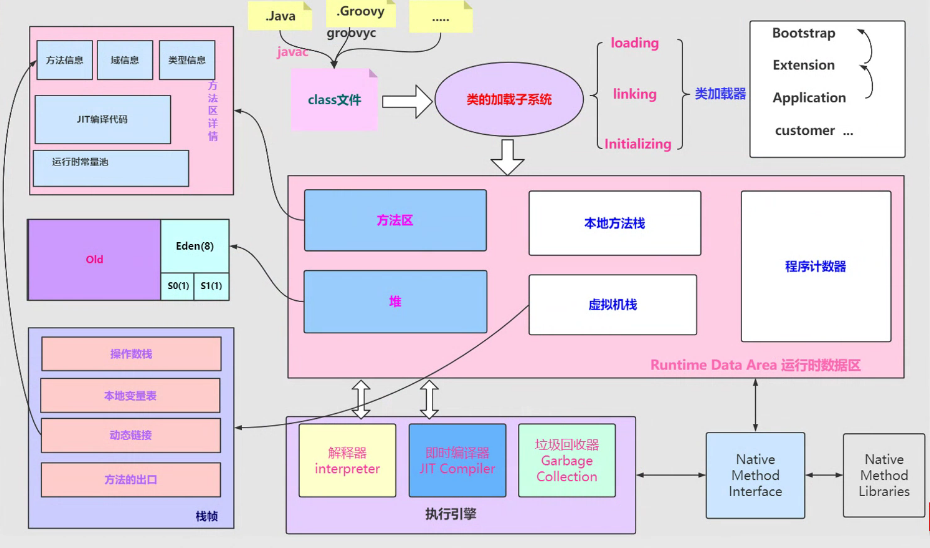 .Java
.Groovy
.....
groovyc
javac
class文件
类的加载子系统
loading
linking
Initializing
类加载器
Bootstrap
Extension
Application
customer ...
方法信息
域信息
类型信息
JIT编译代码
运行时常量池
方法区详情
Old
Eden(8)
S0(1)
S1(1)
操作数栈
本地变量表
动态链接
方法的出口
栈帧
方法区
本地方法栈
程序计数器
堆
虚拟机栈
Runtime Data Area 运行时数据区
解释器
interpreter
即时编译器
JIT Compiler
垃圾回收器
Garbage
Collection
执行引擎
Native
Method
Interface
Native
Method
Libraries